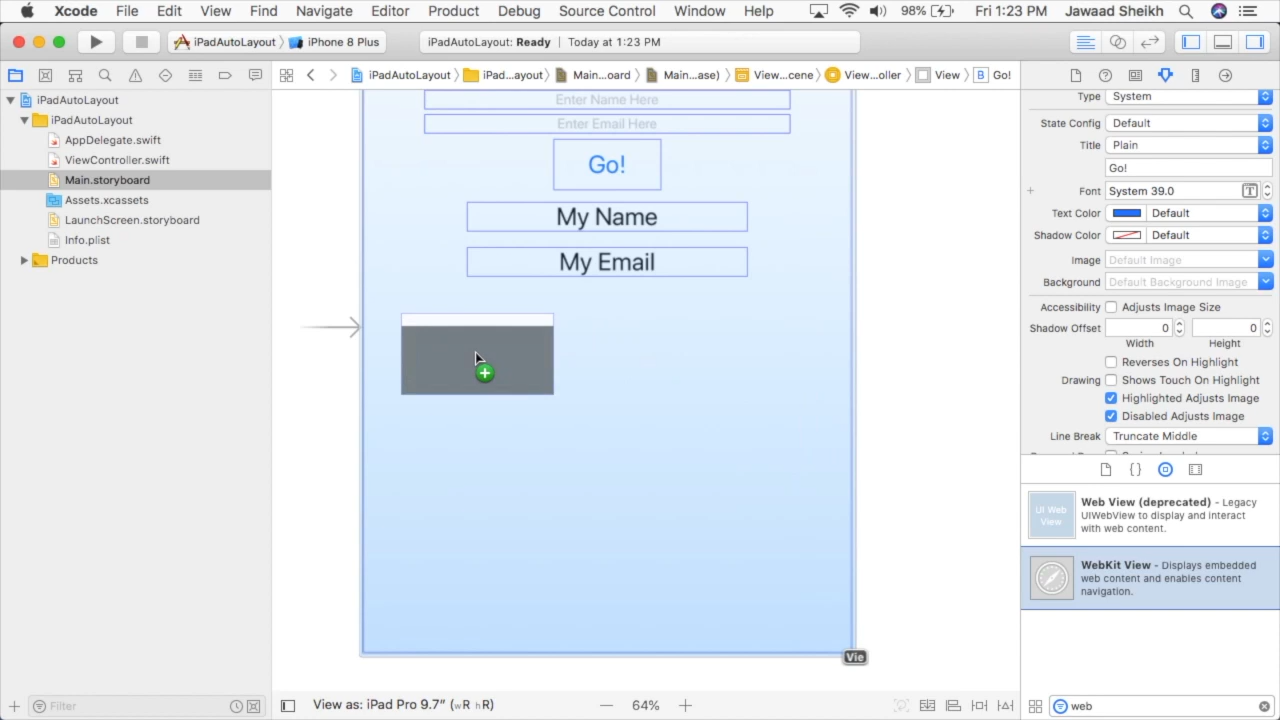 Xcode File Edit View Find Navigate Editor Product Debug Source Control Window Help 98% Fri 1:23 PM Jawaad Sheikh
iPadAutoLayout iPhone 8 Plus iPadAutoLayout: Ready | Today at 1:23 PM
iPadAutoLayout iPad...ayout Main...oard Main...ase) View...cene View...oller View B Go!
iPadAutoLayout
iPadAutoLayout
AppDelegate.swift
ViewController.swift
Main.storyboard
Assets.xcassets
LaunchScreen.storyboard
Info.plist
Products
Filter
Enter Name Here
Enter Email Here
Go!
My Name
My Email
Vie
View as: iPad Pro 9.7” (wR hR) — 64% +
Type System
State Config Default
Title Plain
Go!
Font System 39.0 T
Text Color Default
Shadow Color Default
Image Default Image
Background Default Background Image
Accessibility Adjusts Image Size
Shadow Offset 0 0
Width Height
Reverses On Highlight
Drawing Shows Touch On Highlight
Highlighted Adjusts Image
Disabled Adjusts Image
Line Break Truncate Middle
UI Web
View
Web View (deprecated) - Legacy
UIWebView to display and interact
with web content.
WebKit View - Displays embedded
web content and enables content
navigation.
web